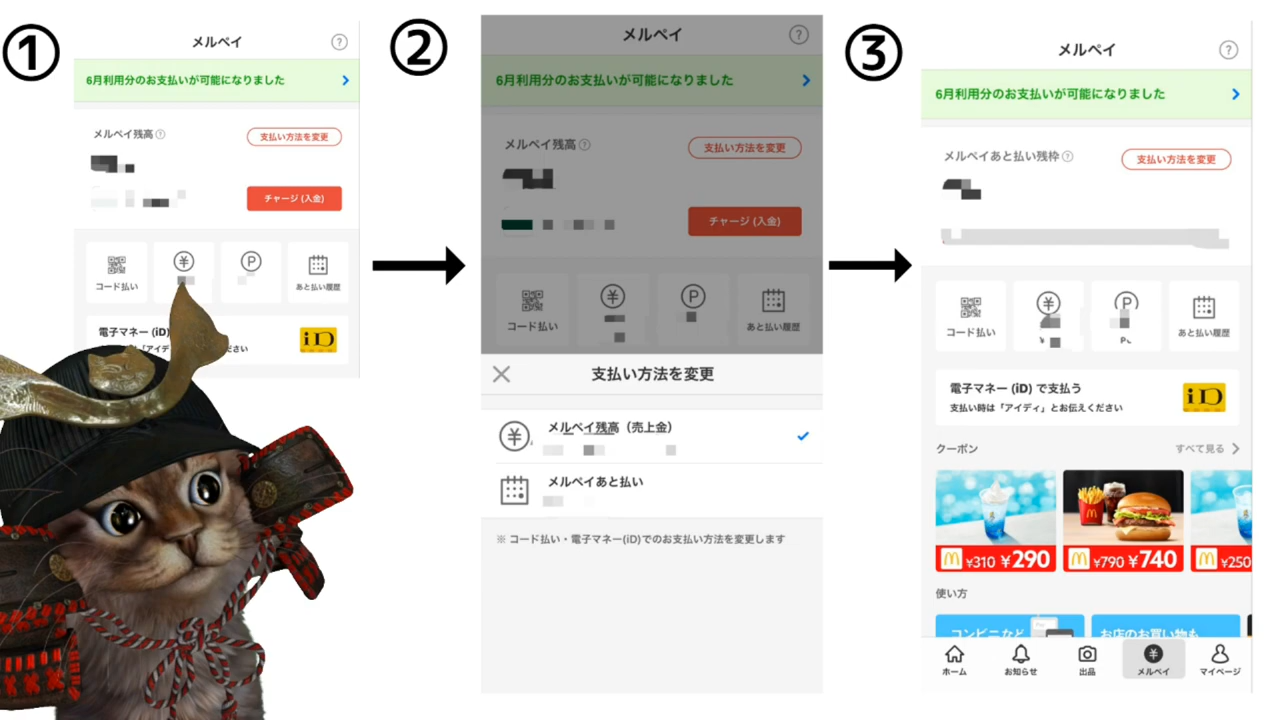 ①
メルペイ
?
6月利用分のお支払いが可能になりました
メルペイ残高 ?
支払い方法を変更
チャージ (入金)
コード払い
¥
P
あと払い履歴
電子マネー (iD)
「アイデ
ださい
iD
②
メルペイ
?
6月利用分のお支払いが可能になりました
メルペイ残高 ?
支払い方法を変更
チャージ (入金)
コード払い
¥
P
あと払い履歴
支払い方法を変更
¥
メルペイ残高（売上金）
メルペイあと払い
※ コード払い・電子マネー(iD)でのお支払い方法を変更します
③
メルペイ
?
6月利用分のお支払いが可能になりました
メルペイあと払い残枠 ?
支払い方法を変更
コード払い
¥
¥
P
あと払い履歴
電子マネー (iD) で支払う
支払い時は「アイディ」とお伝えください
iD
クーポン
すべて見る
¥310 ¥290
¥790 ¥740
¥250
使い方
コンビニなど
お店のお買い物も
ホーム
お知らせ
出品
¥
メルペイ
マイページ